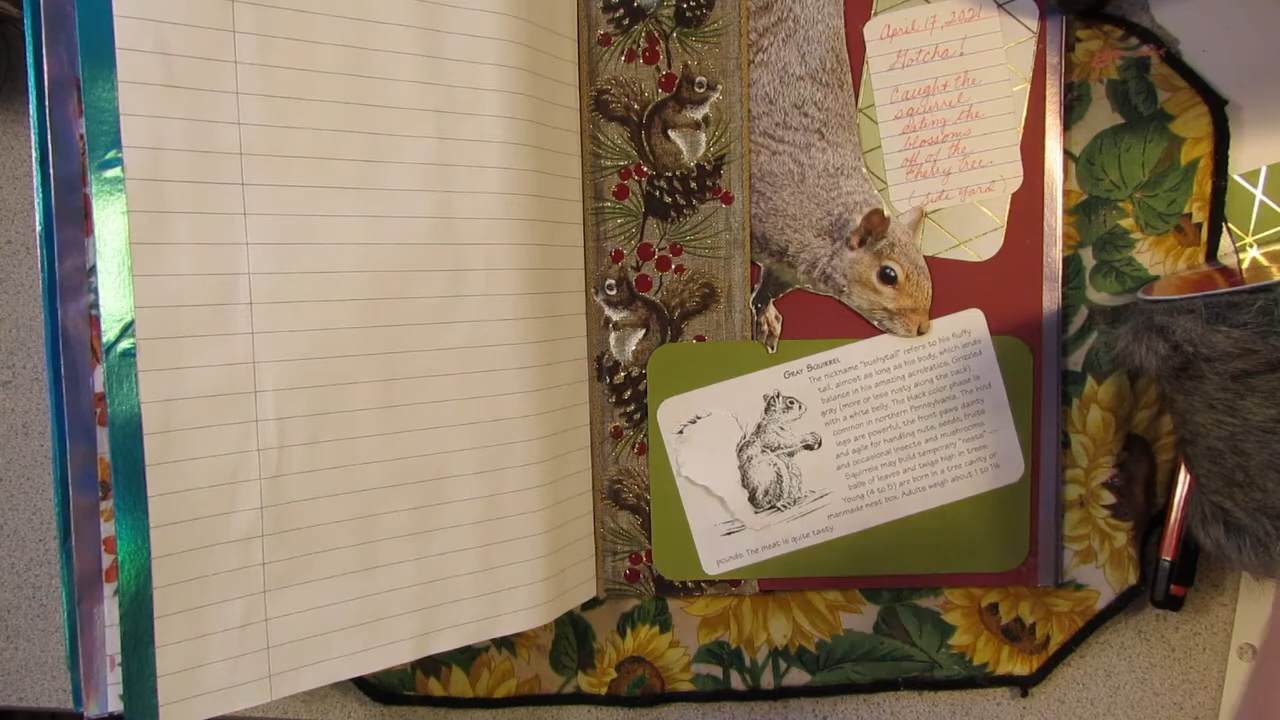 April 17, 2021
Gotcha!
Caught the
squirrel
eating the
blossoms
off of the
cherry tree.
(side yard)
GRAY SQUIRREL
The nickname "bushytail" refers to his fluffy
tail, almost as long as his body, which lends
balance in his amazing acrobatics. Grizzled
gray (more or less rusty along the back)
with a white belly. The black color phase is
common in northern Pennsylvania. The hind
legs are powerful, the front paws dainty
and agile for handling nuts, seeds, fruits
and occasional insects and mushrooms.
Squirrels may build temporary "nests" —
balls of leaves and twigs high in trees.
Young (4 to 5) are born in a tree cavity or
manmade nest box. Adults weigh about 1 to 1½
pounds. The meat is quite tasty.